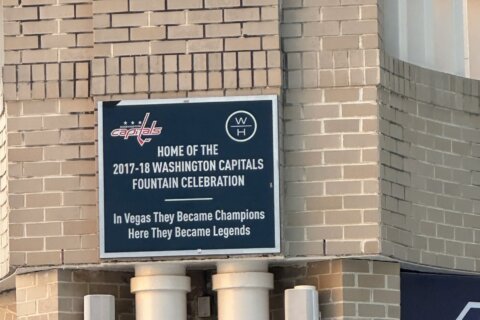 capitals
W
H
HOME OF THE
2017-18 WASHINGTON CAPITALS
FOUNTAIN CELEBRATION
In Vegas They Became Champions
Here They Became Legends